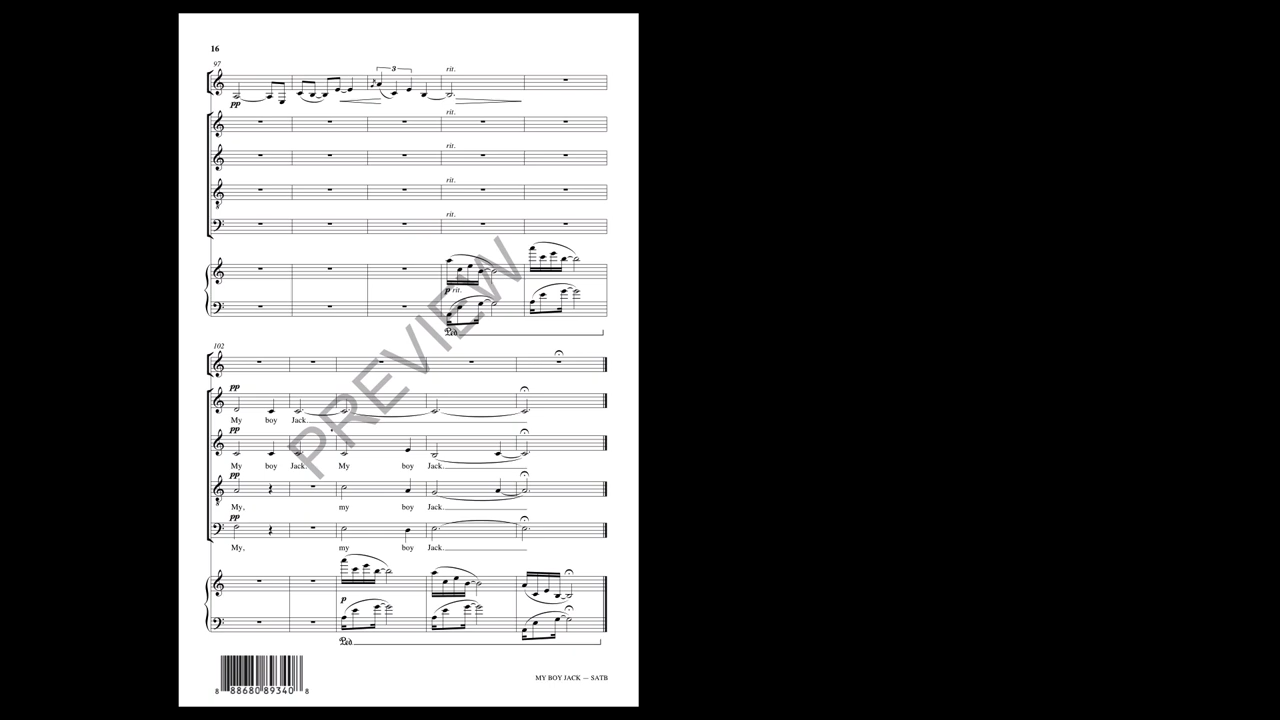 16
97
3
rit.
pp
rit.
rit.
rit.
rit.
p rit.
Ped
PREVIEW
102
pp
My boy Jack.
pp
My boy Jack. My boy Jack.
pp
My, my boy Jack.
pp
My, my boy Jack.
p
Ped
8 88680 89340 8
MY BOY JACK — SATB